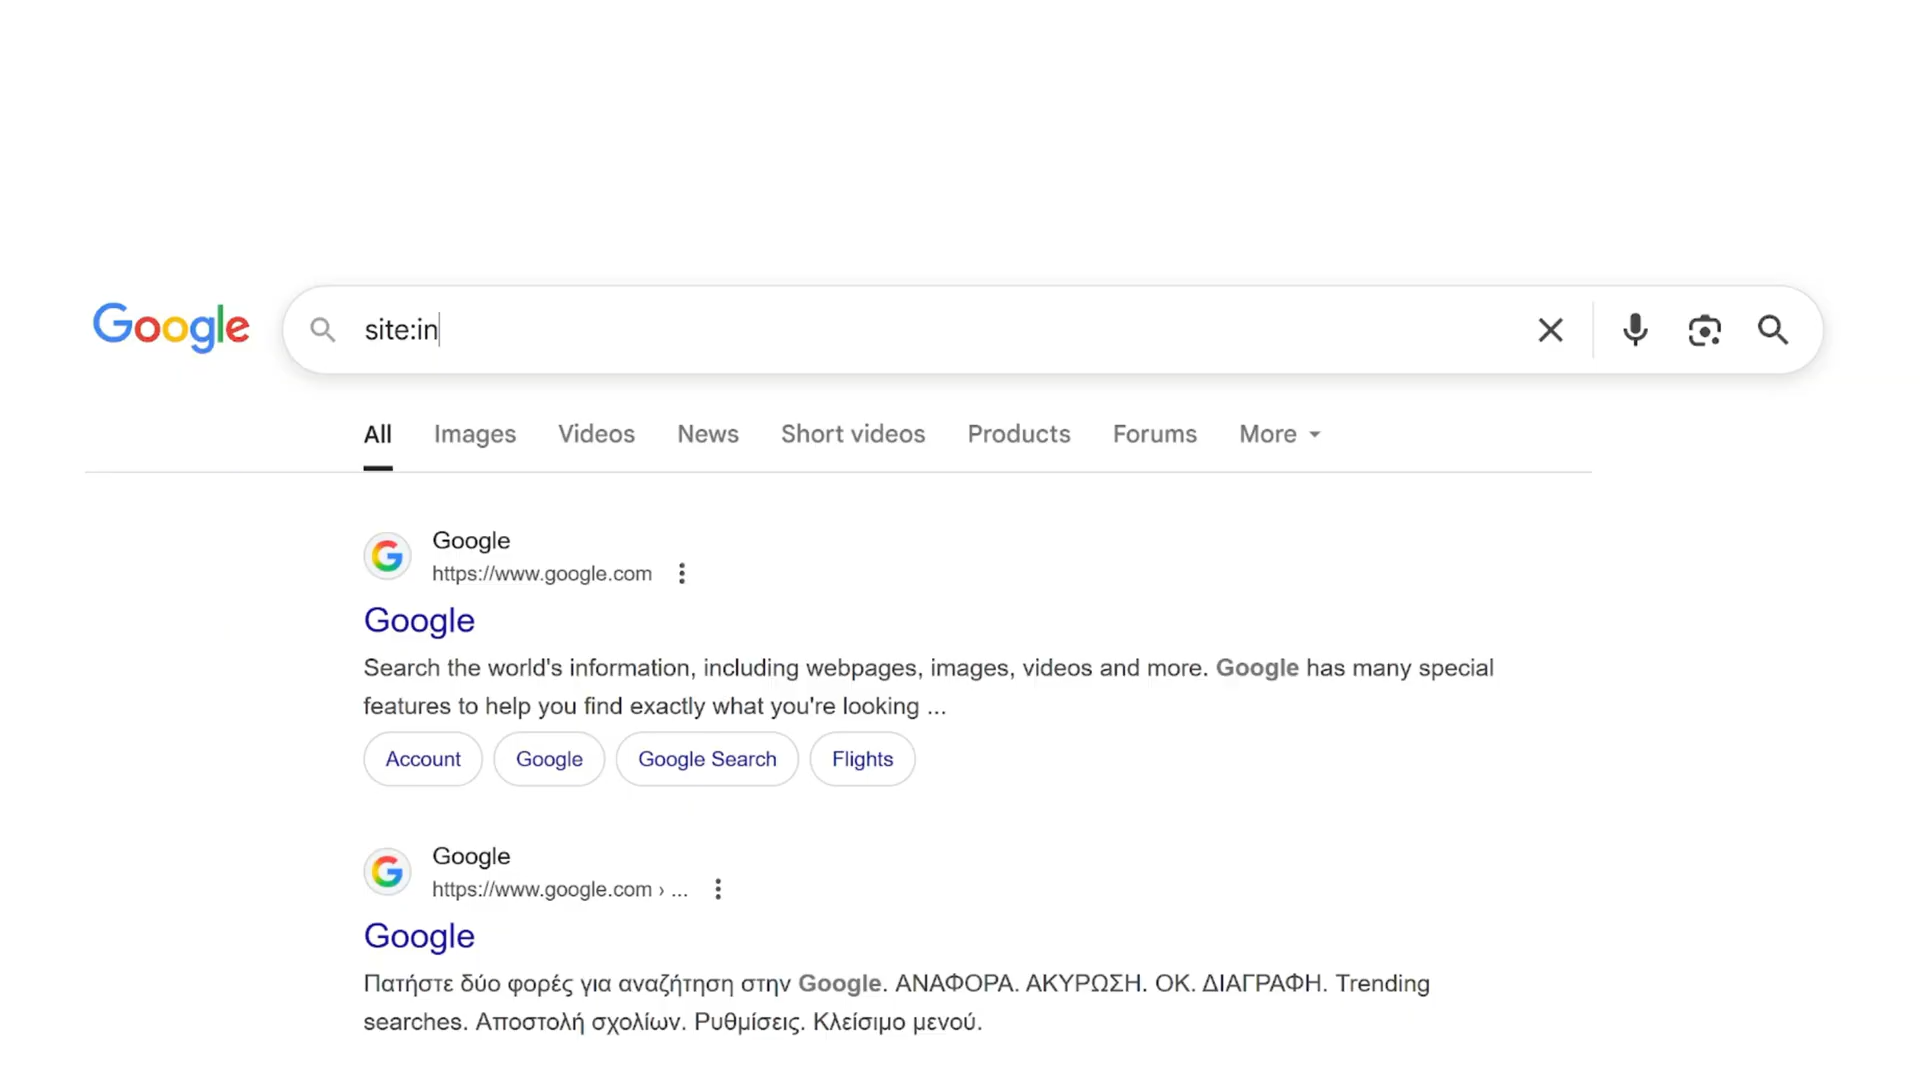 Google
site:in
All Images Videos News Short videos Products Forums More
Google
https://www.google.com
Google
Search the world's information, including webpages, images, videos and more. Google has many special
features to help you find exactly what you're looking ...
Account Google Google Search Flights
Google
https://www.google.com › ...
Google
Πατήστε δύο φορές για αναζήτηση στην Google. ΑΝΑΦΟΡΑ. ΑΚΥΡΩΣΗ. ΟΚ. ΔΙΑΓΡΑΦΗ. Trending
searches. Αποστολή σχολίων. Ρυθμίσεις. Κλείσιμο μενού.